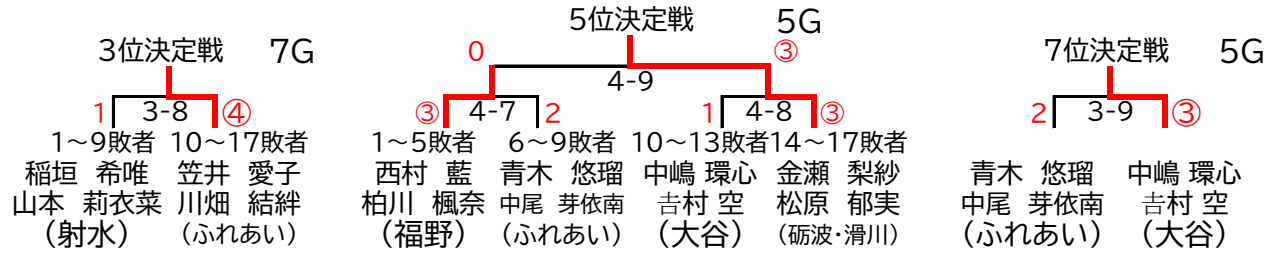 3位決定戦 7G
1 3-8 ④
1～9敗者 10～17敗者
稲垣 希唯 笠井 愛子
山本 莉衣菜 川畑 結絆
(射水) (ふれあい)
5位決定戦 5G
0 4-9 ③
③ 4-7 2 1 4-8 ③
1～5敗者 6～9敗者 10～13敗者 14～17敗者
西村 藍 青木 悠瑠 中嶋 環心 金瀬 梨紗
柏川 楓奈 中尾 芽依南 𠮷村 空 松原 郁実
(福野) (ふれあい) (大谷) (砺波・滑川)
7位決定戦 5G
2 3-9 ③
青木 悠瑠 中嶋 環心
中尾 芽依南 𠮷村 空
(ふれあい) (大谷)